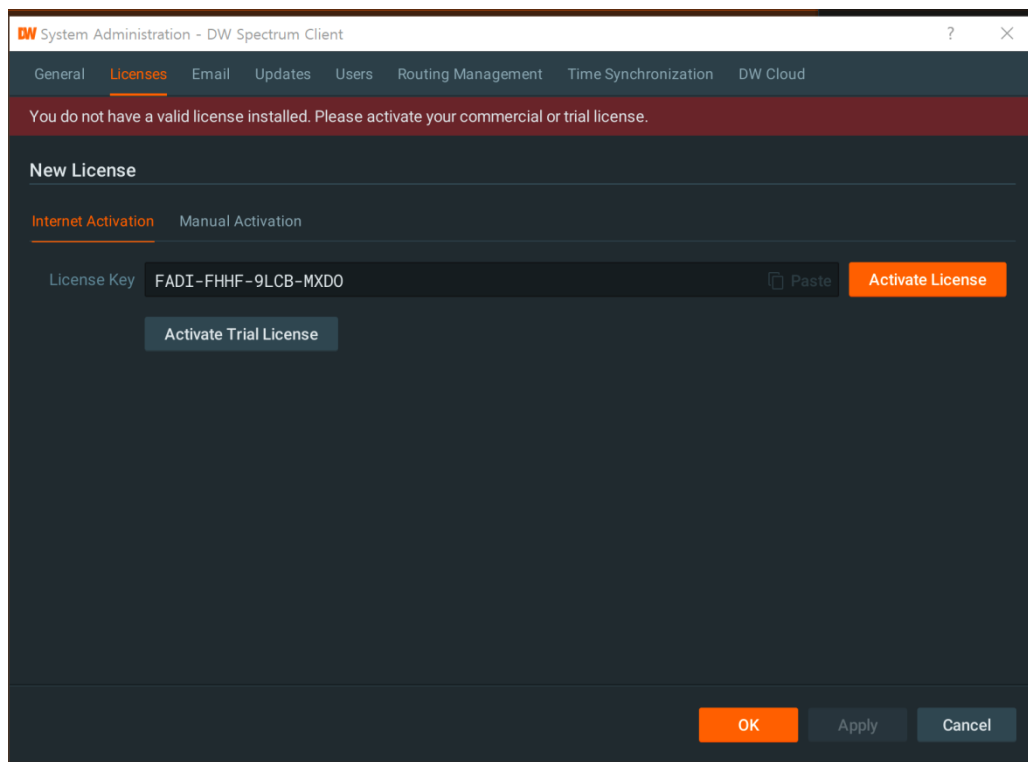 DW System Administration - DW Spectrum Client ?
General Licenses Email Updates Users Routing Management Time Synchronization DW Cloud
You do not have a valid license installed. Please activate your commercial or trial license.
New License
Internet Activation Manual Activation
License Key FADI-FHHF-9LCB-MXDO Paste Activate License
Activate Trial License
OK Apply Cancel